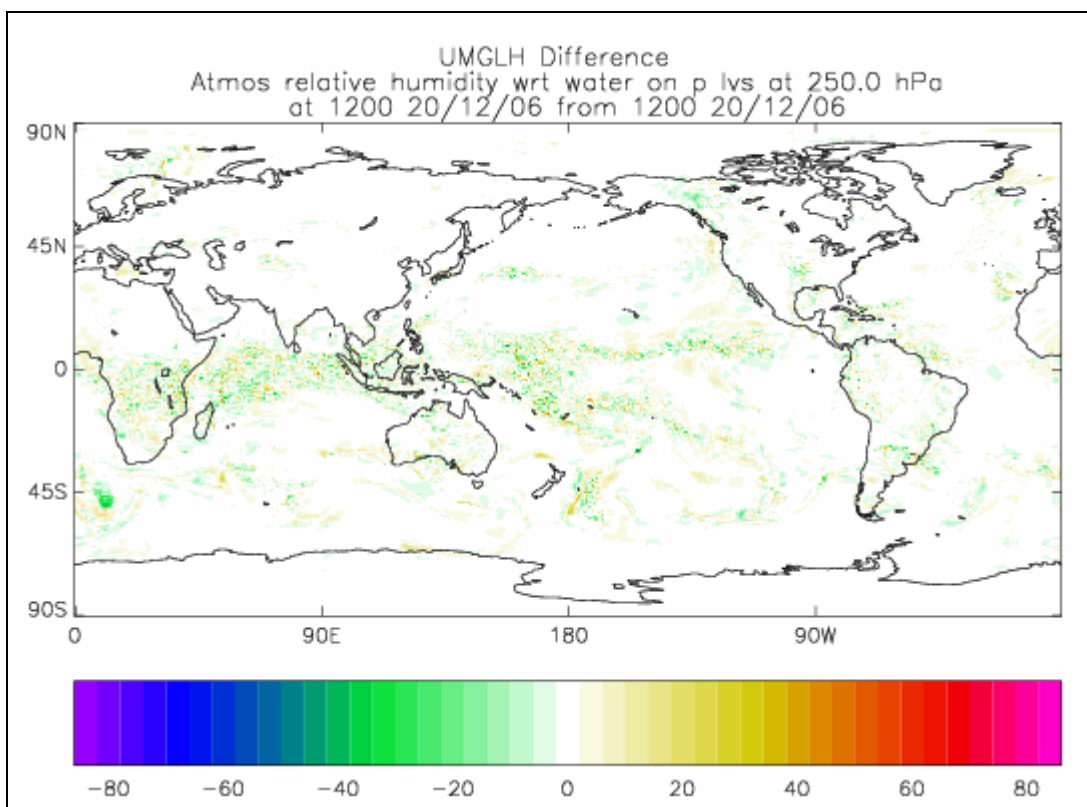 UMGLH Difference
Atmos relative humidity wrt water on p lvs at 250.0 hPa
at 1200 20/12/06 from 1200 20/12/06
90N
45N
0
45S
90S
0 90E 180 90W
−80 −60 −40 −20 0 20 40 60 80